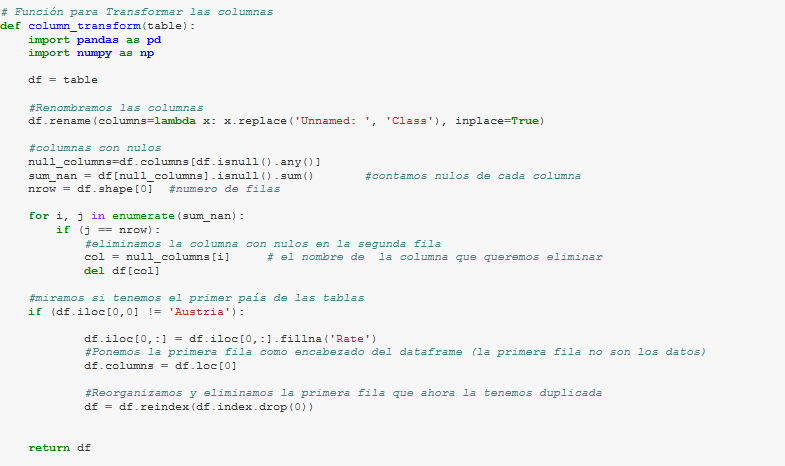 # Función para Transformar las columnas
def column_transform(table):
    import pandas as pd
    import numpy as np
    df = table
    #Renombramos las columnas
    df.rename(columns=lambda x: x.replace('Unnamed: ', 'Class'), inplace=True)
    #columnas con nulos
    null_columns=df.columns[df.isnull().any()]
    sum_nan = df[null_columns].isnull().sum()       #contamos nulos de cada columna
    nrow = df.shape[0]  #numero de filas
    for i, j in enumerate(sum_nan):
        if (j == nrow):
            #eliminamos la columna con nulos en la segunda fila
            col = null_columns[i]     # el nombre de  la columna que queremos eliminar
            del df[col]
    #miramos si tenemos el primer país de las tablas
    if (df.iloc[0,0] != 'Austria'):
            df.iloc[0,:] = df.iloc[0,:].fillna('Rate')
            #Ponemos la primera fila como encabezado del dataframe (la primera fila no son los datos)
            df.columns = df.loc[0]
            #Reorganizamos y eliminamos la primera fila que ahora la tenemos duplicada
            df = df.reindex(df.index.drop(0))
    return df